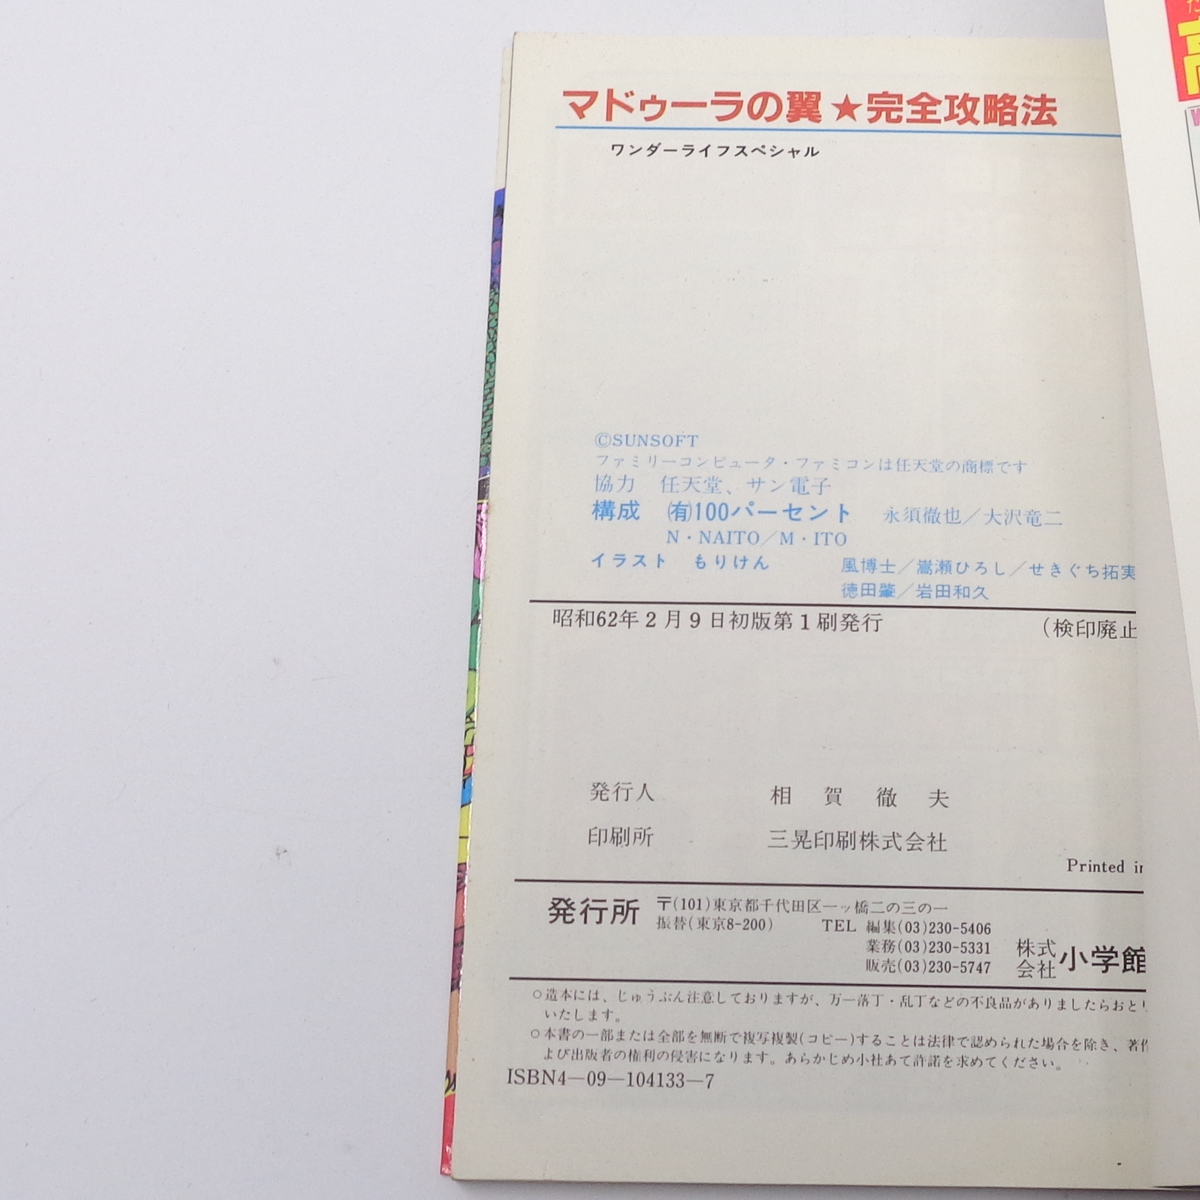 マドゥーラの翼★完全攻略法
ワンダーライフスペシャル
©SUNSOFT
ファミリーコンピュータ・ファミコンは任天堂の商標です
協力 任天堂、サン電子
構成 ㈲100パーセント 永須徹也／大沢竜二
N・NAITO／M・ITO
イラスト もりけん 風博士／嵩瀬ひろし／せきぐち拓実
徳田肇／岩田和久
昭和62年2月9日初版第1刷発行 (検印廃止
発行人 相賀徹夫
印刷所 三晃印刷株式会社
Printed in
発行所 〒(101)東京都千代田区一ッ橋二の三の一
振替(東京8-200) TEL 編集(03)230-5406
業務(03)230-5331
販売(03)230-5747
株式会社 小学館
○造本には、じゅうぶん注意しておりますが、万一落丁・乱丁などの不良品がありましたらおとり
いたします。
○本書の一部または全部を無断で複写複製(コピー)することは法律で認められた場合を除き、著作
よび出版者の権利の侵害になります。あらかじめ小社あて許諾を求めてください。
ISBN4―09―104133―7